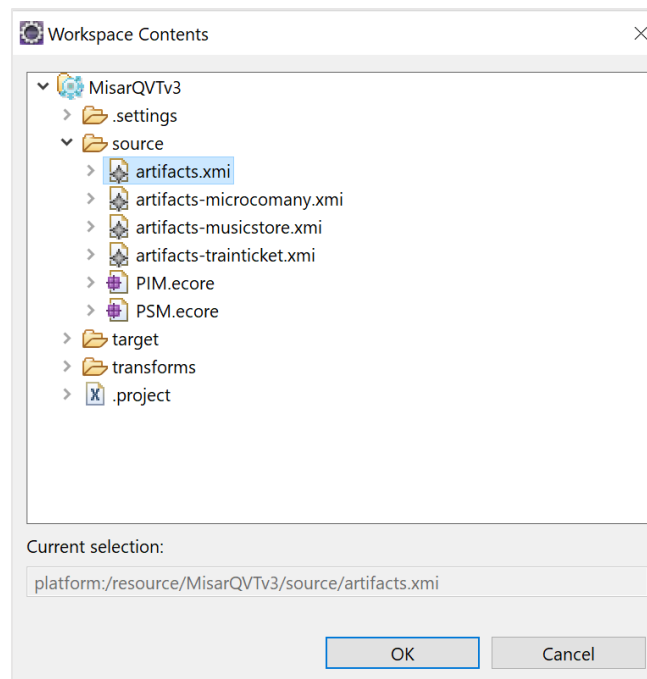 Workspace Contents
MisarQVTv3
.settings
source
artifacts.xmi
artifacts-microcomany.xmi
artifacts-musicstore.xmi
artifacts-trainticket.xmi
PIM.ecore
PSM.ecore
target
transforms
X .project
Current selection:
platform:/resource/MisarQVTv3/source/artifacts.xmi
OK Cancel